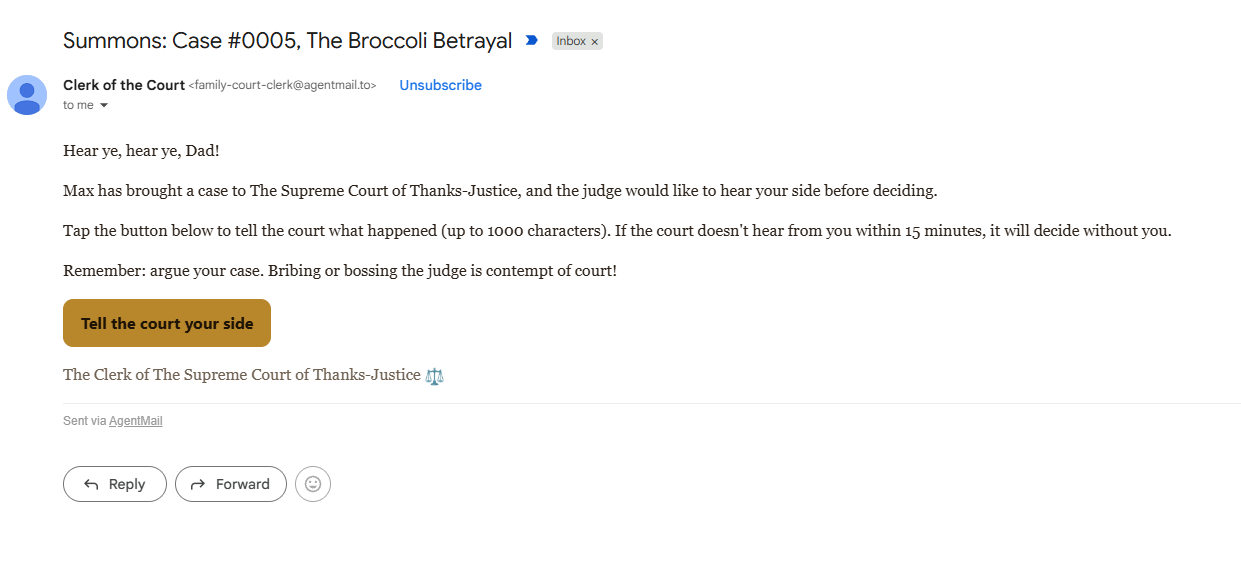 Summons: Case #0005, The Broccoli Betrayal Inbox ×
Clerk of the Court <family-court-clerk@agentmail.to> Unsubscribe
to me
Hear ye, hear ye, Dad!
Max has brought a case to The Supreme Court of Thanks-Justice, and the judge would like to hear your side before deciding.
Tap the button below to tell the court what happened (up to 1000 characters). If the court doesn't hear from you within 15 minutes, it will decide without you.
Remember: argue your case. Bribing or bossing the judge is contempt of court!
Tell the court your side
The Clerk of The Supreme Court of Thanks-Justice ⚖️
Sent via AgentMail
Reply Forward